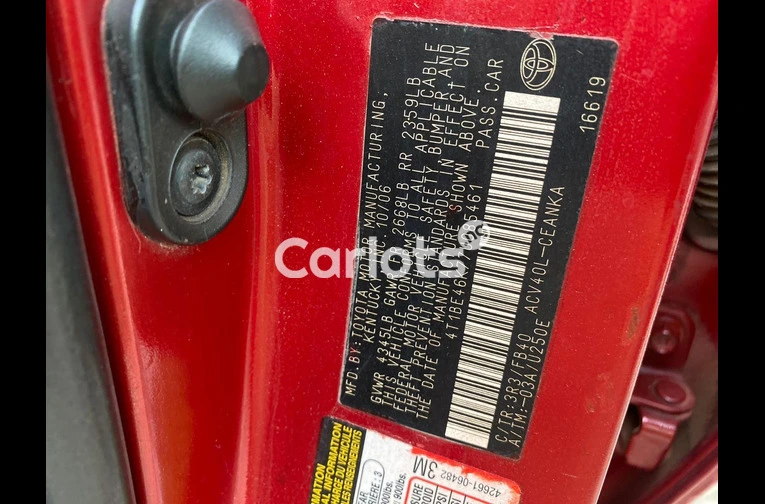 MFD. BY: TOYOTA MOTOR MANUFACTURING,
KENTUCKY, INC 10/06
GVWR 4345LB GAWR FR 2668LB RR 2359LB
THIS VEHICLE CONFORMS TO ALL APPLICABLE
FEDERAL MOTOR VEHICLE SAFETY BUMPER, AND
THEFT PREVENTION STANDARDS IN EFFECT ON
THE DATE OF MANUFACTURE SHOWN ABOVE.
PASS. CAR
C/TR:3R3/FB40
ACV40L-CEANKA
A/TM:-03A/U250E
16619
Carlots
42661-06482
3M